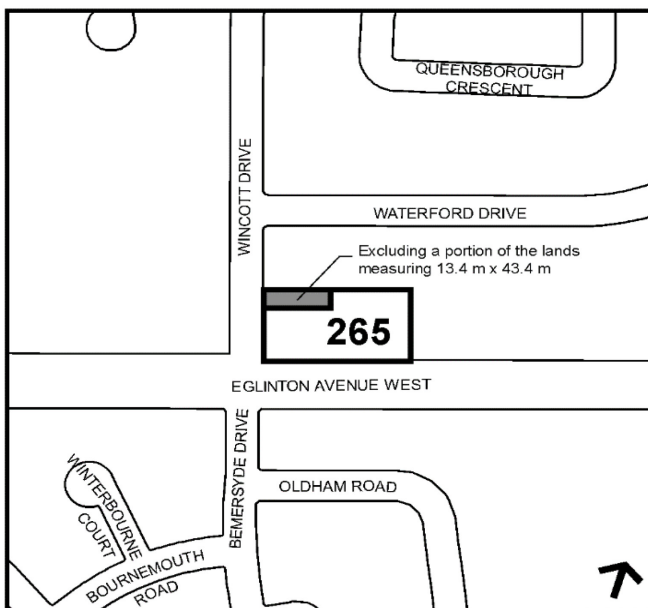 QUEENSBOROUGH
CRESCENT
WINCOTT DRIVE
WATERFORD DRIVE
Excluding a portion of the lands
measuring 13.4 m x 43.4 m
265
EGLINTON AVENUE WEST
BEMERSYDE DRIVE
WINTERBOURNE
COURT
OLDHAM ROAD
BOURNEMOUTH
ROAD